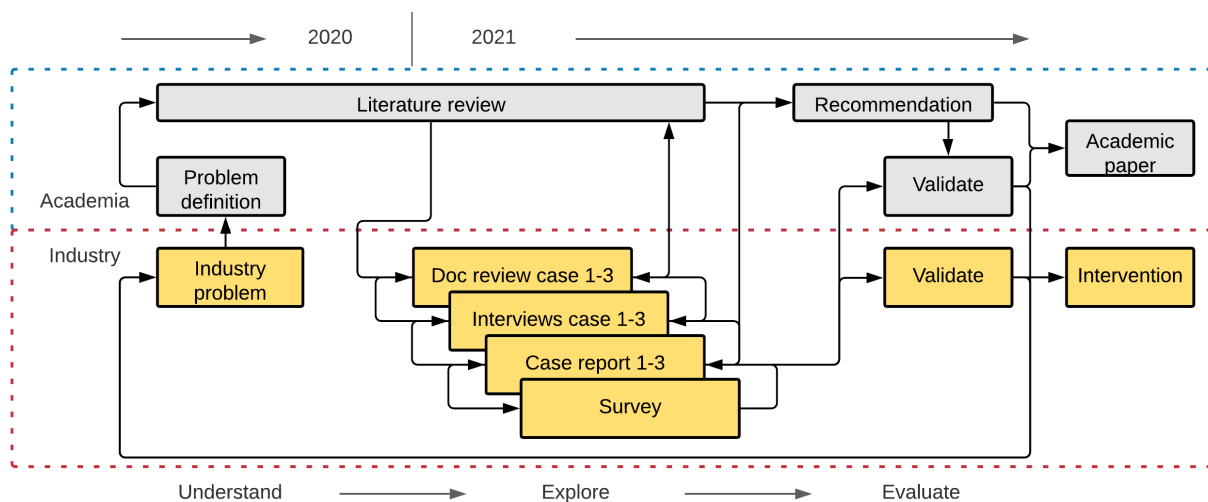 2020
2021
Literature review
Recommendation
Academic
paper
Problem
definition
Validate
Academia
Industry
Industry
problem
Doc review case 1-3
Validate
Intervention
Interviews case 1-3
Case report 1-3
Survey
Understand
Explore
Evaluate